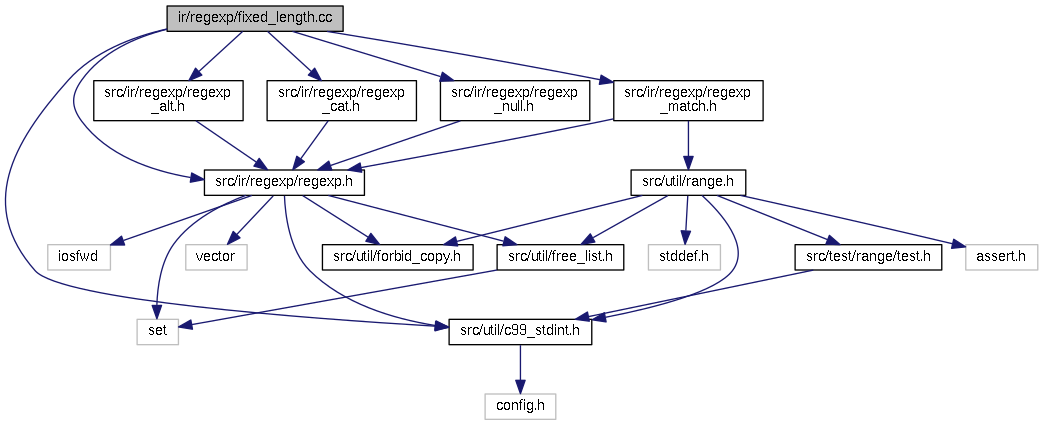 ir/regexp/fixed_length.cc
src/ir/regexp/regexp
_alt.h
src/ir/regexp/regexp
_cat.h
src/ir/regexp/regexp
_null.h
src/ir/regexp/regexp
_match.h
src/ir/regexp/regexp.h
src/util/range.h
iosfwd
vector
src/util/forbid_copy.h
src/util/free_list.h
stddef.h
src/test/range/test.h
assert.h
set
src/util/c99_stdint.h
config.h